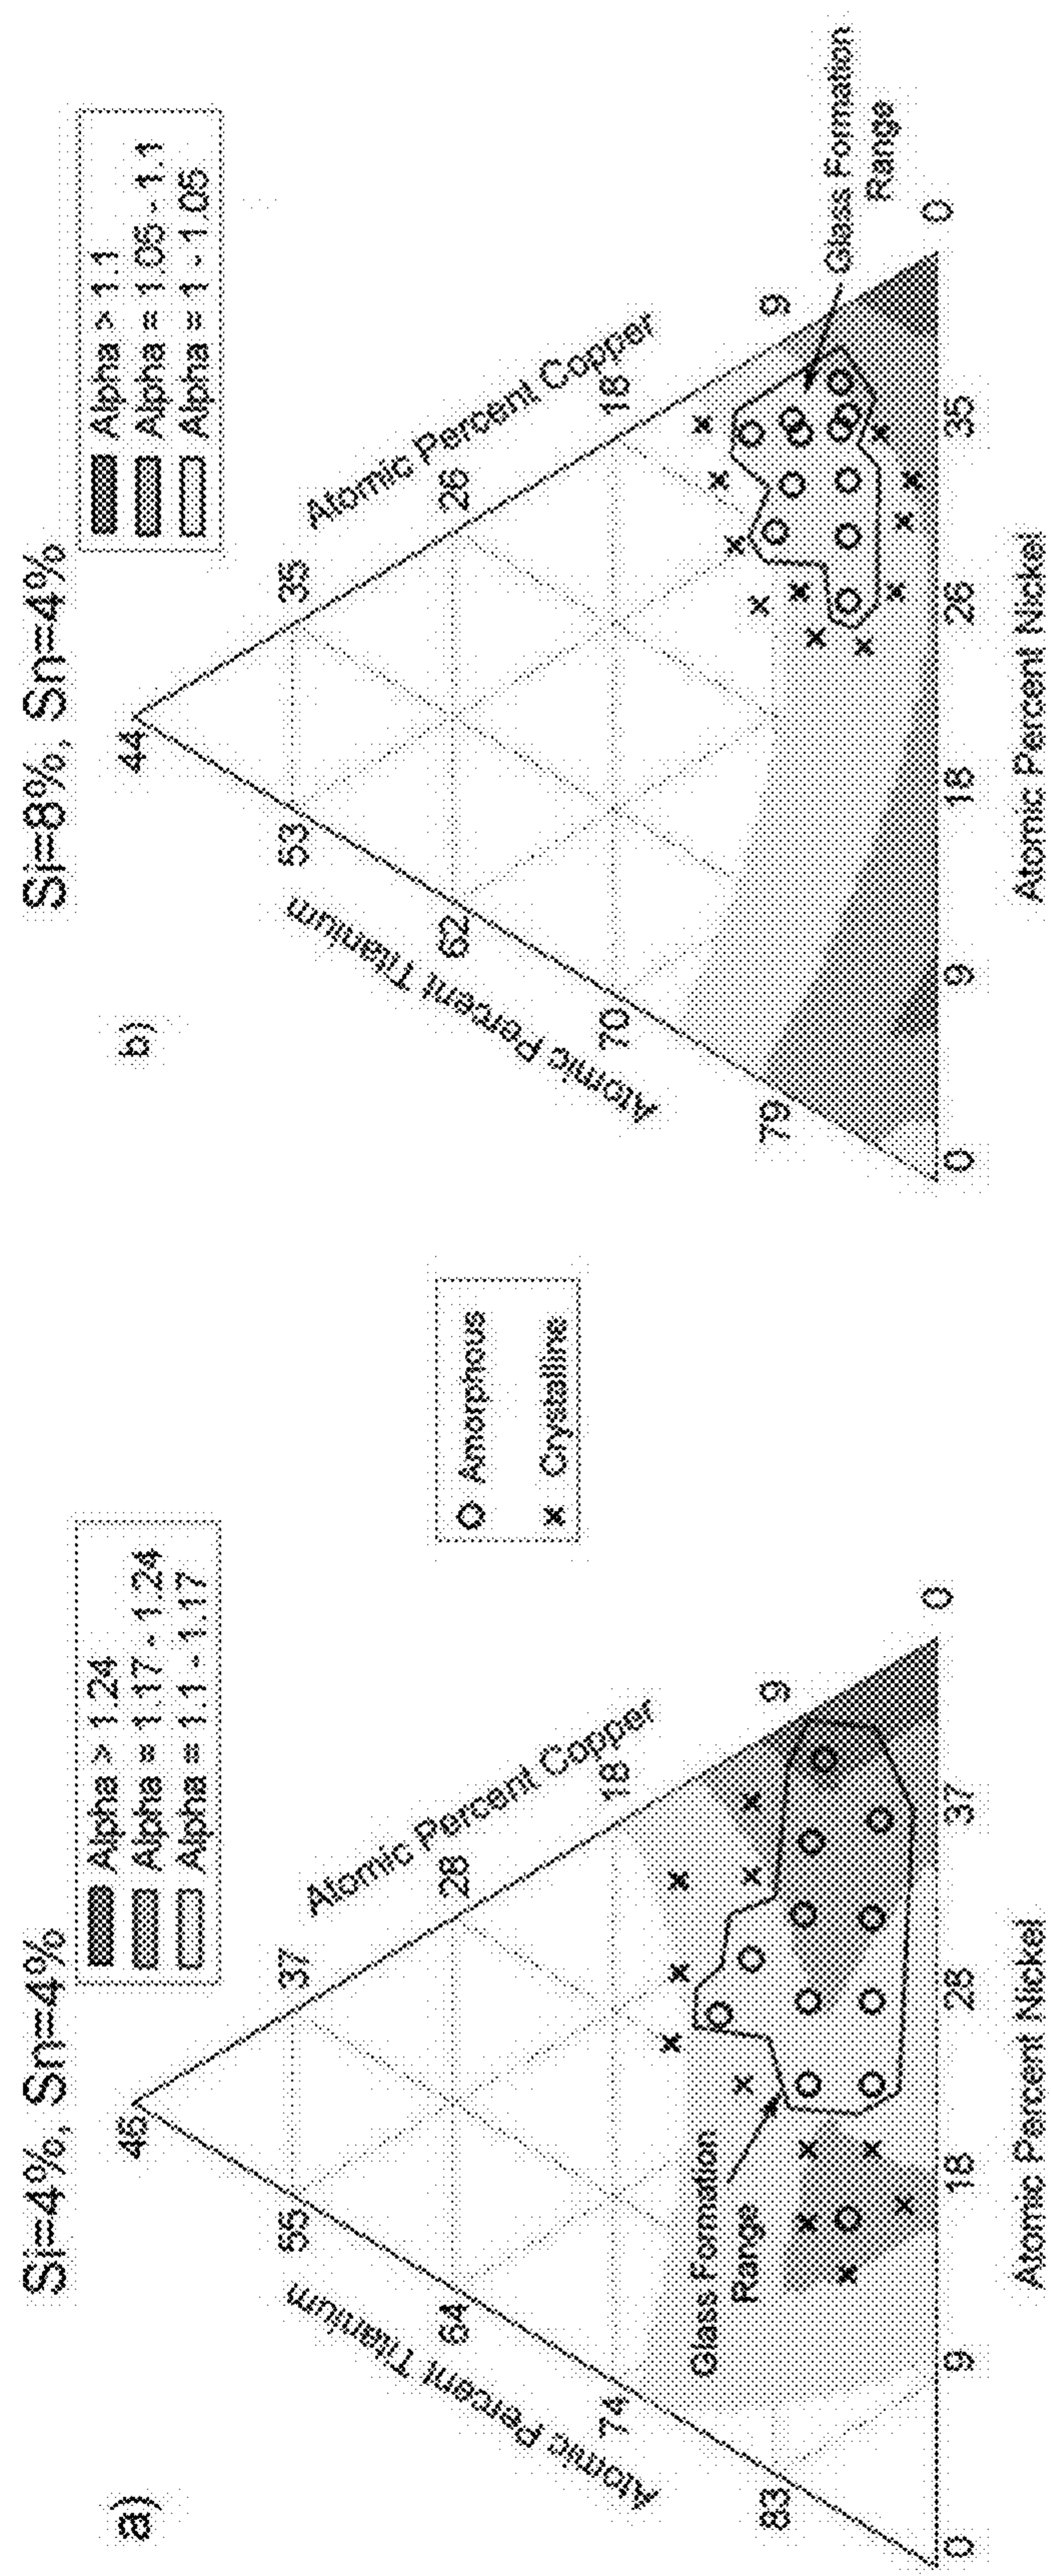 a)
Si=4%, Sn=4%
Alpha > 1.24
Alpha = 1.17 - 1.24
Alpha = 1.1 - 1.17
46
55
64
74
83
0
Atomic Percent Titanium
37
28
18
9
0
Atomic Percent Copper
Glass Formation
Range
9
18
28
37
Atomic Percent Nickel
Amorphous
Crystalline
b)
Si=8%, Sn=4%
Alpha > 1.1
Alpha = 1.05 - 1.1
Alpha = 1 - 1.05
44
53
62
70
79
0
Atomic Percent Titanium
35
26
18
9
0
Atomic Percent Copper
Glass Formation
Range
9
18
26
35
Atomic Percent Nickel